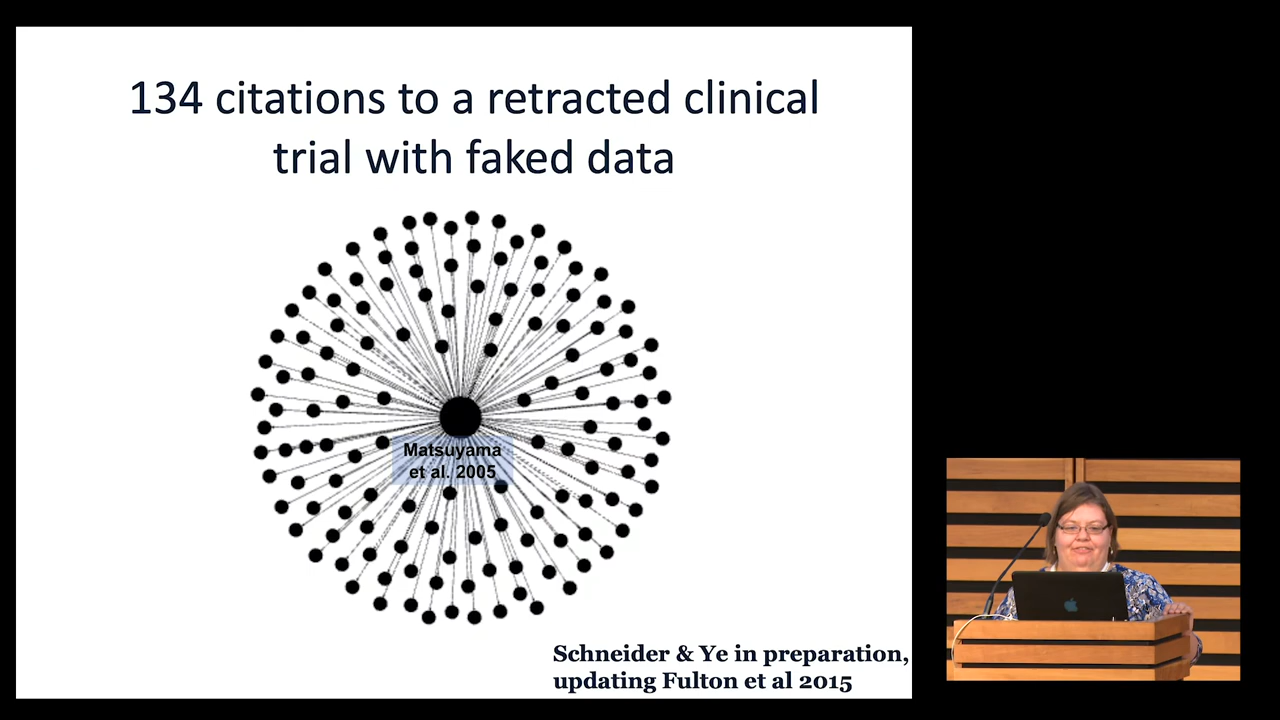 134 citations to a retracted clinical
trial with faked data
Matsuyama
et al. 2005
Schneider & Ye in preparation,
updating Fulton et al 2015